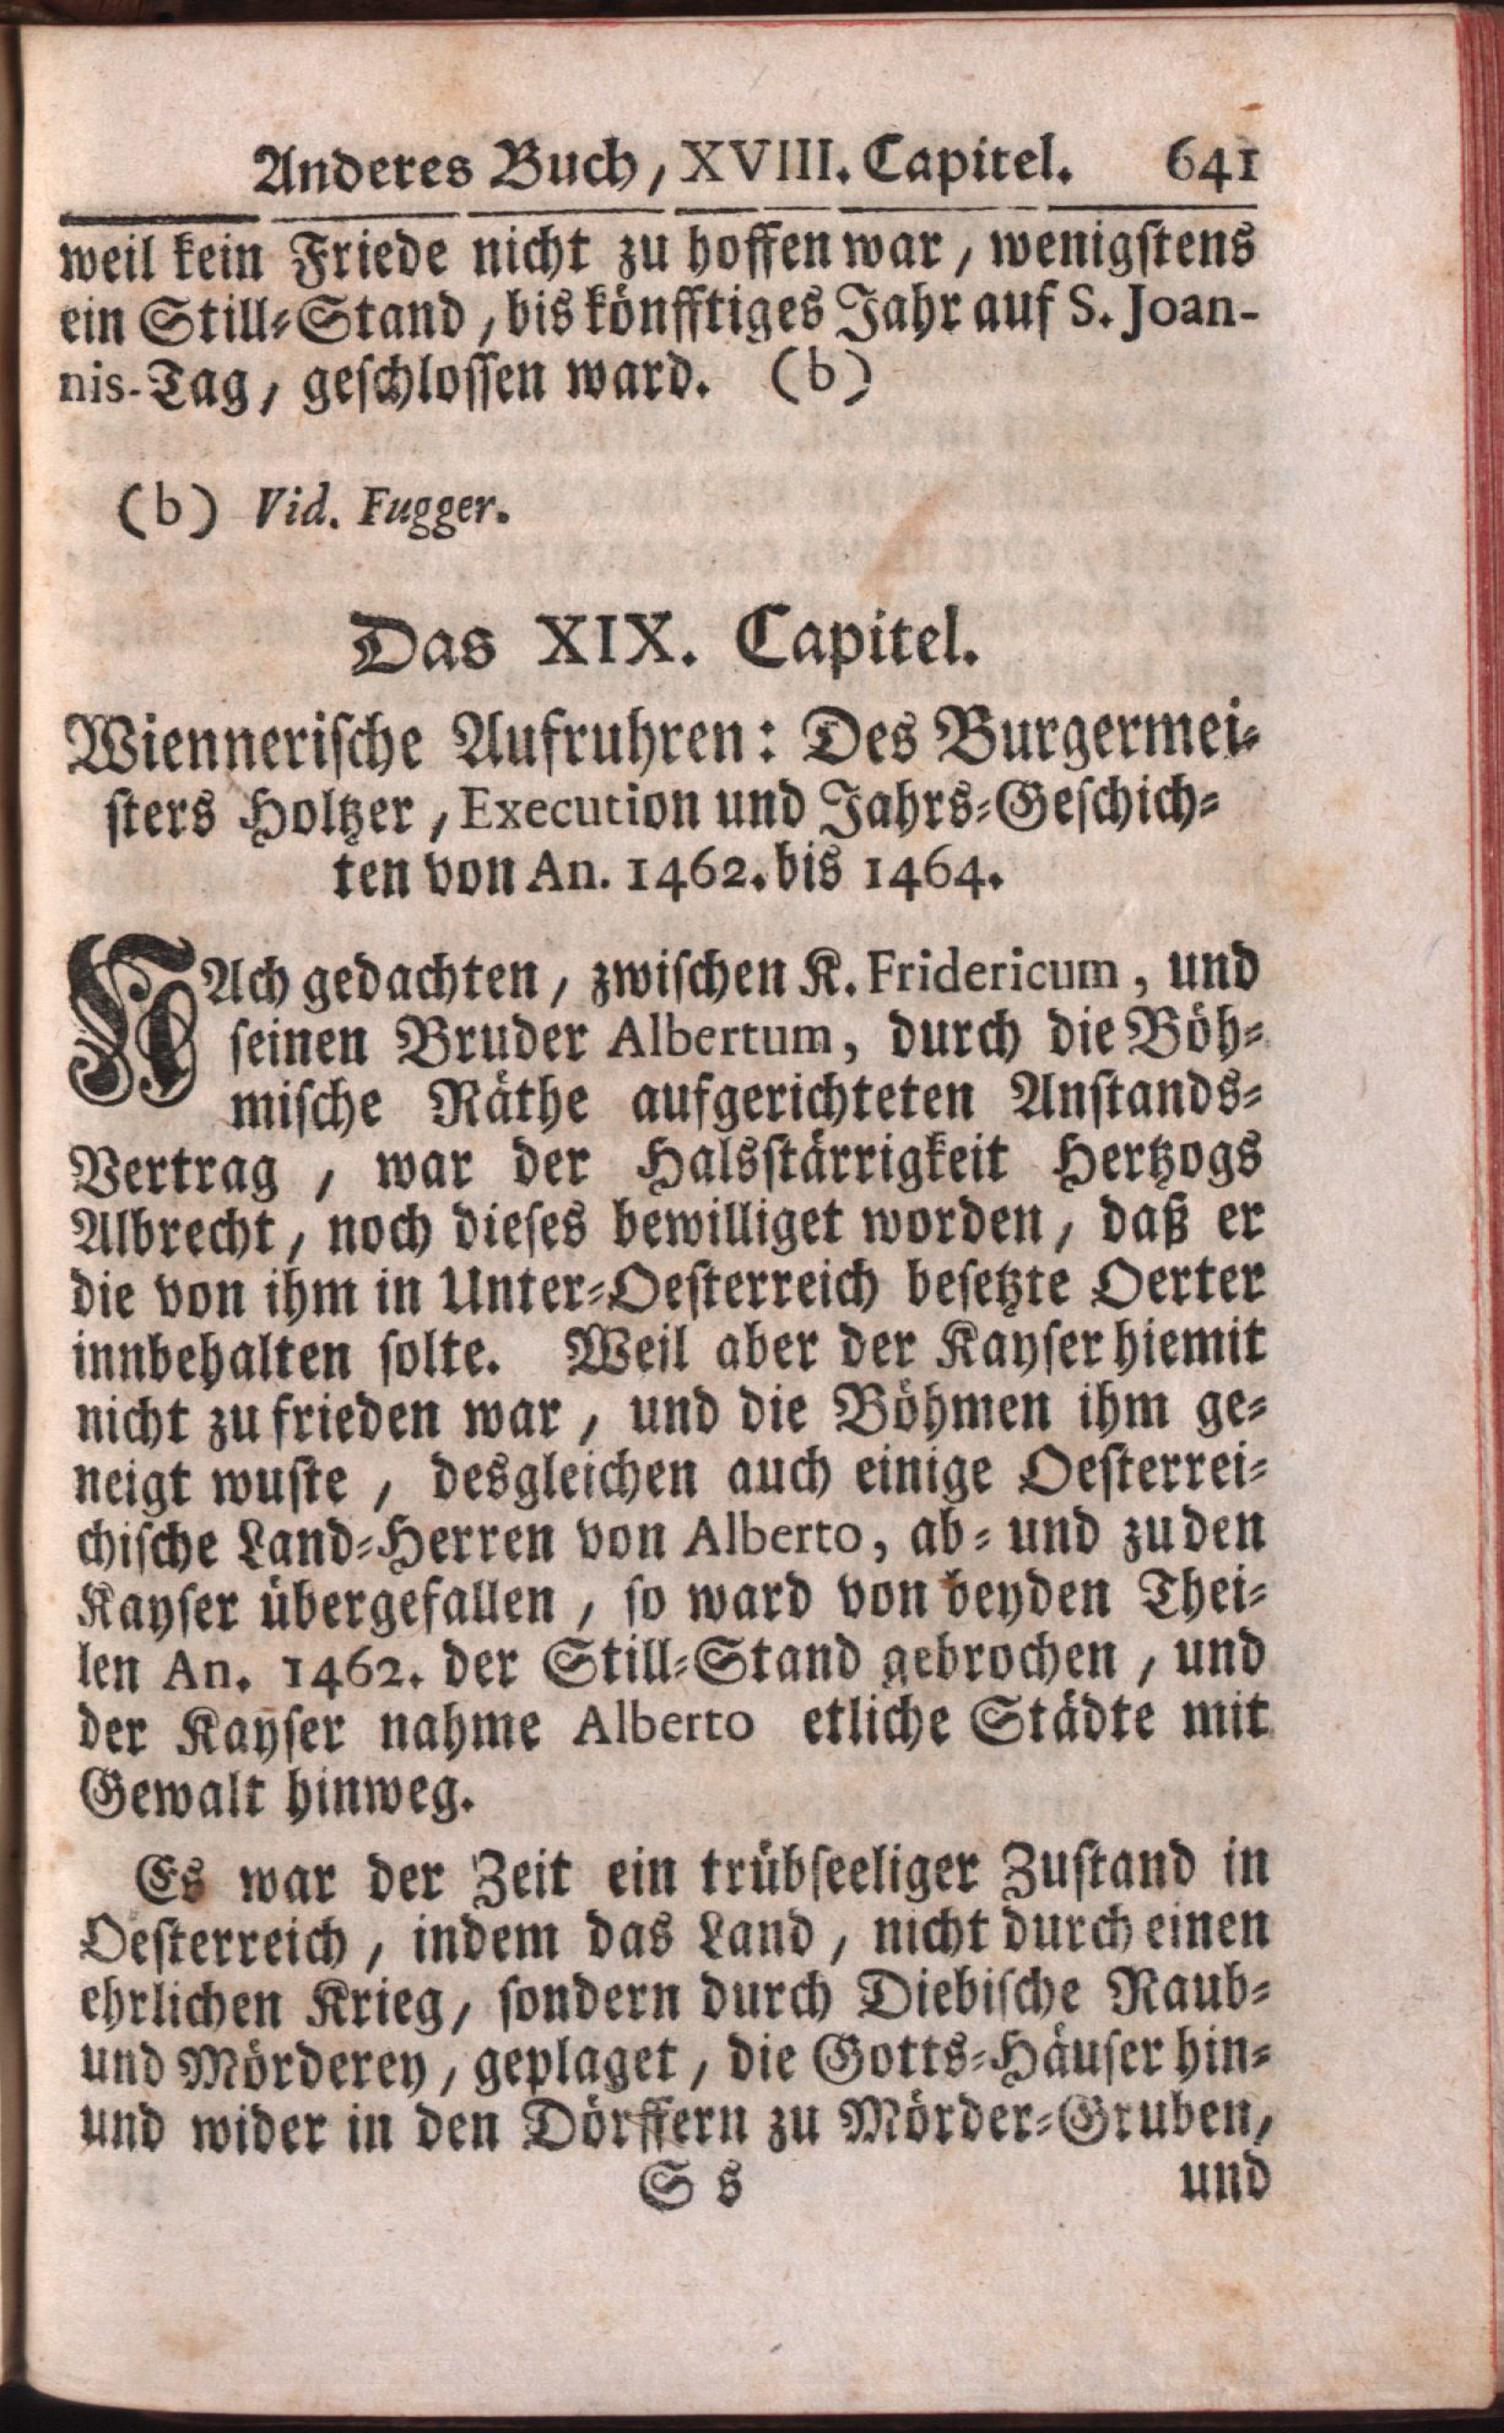 Anderes Buch, XVIII. Capitel. 641
weil kein Friede nicht zu hoffen war, wenigstens
ein Still-Stand, bis könfftiges Jahr auf S. Joan-
nis-Tag, geschlossen ward. (b)
(b) Vid. Fugger.
Das XIX. Capitel.
Wiennerische Aufruhren: Des Burgermei-
sters Holtzer, Execution und Jahrs-Geschich-
ten von An. 1462. bis 1464.
NAch gedachten, zwischen K. Fridericum, und
seinen Bruder Albertum, durch die Böh-
mische Räthe aufgerichteten Anstands-
Vertrag, war der Halsstärrigkeit Hertzogs
Albrecht, noch dieses bewilliget worden, daß er
die von ihm in Unter-Oesterreich besetzte Oerter
innbehalten solte. Weil aber der Kayser hiemit
nicht zu frieden war, und die Böhmen ihm ge-
neigt wuste, desgleichen auch einige Oesterrei-
chische Land-Herren von Alberto, ab- und zu den
Kayser übergefallen, so ward von beyden Thei-
len An. 1462. der Still-Stand gebrochen, und
der Kayser nahme Alberto etliche Städte mit
Gewalt hinweg.
Es war der Zeit ein trübseeliger Zustand in
Oesterreich, indem das Land, nicht durch einen
ehrlichen Krieg, sondern durch Diebische Raub-
und Mörderey, geplaget, die Gotts-Häuser hin-
und wider in den Dörffern zu Mörder-Gruben,
S s und